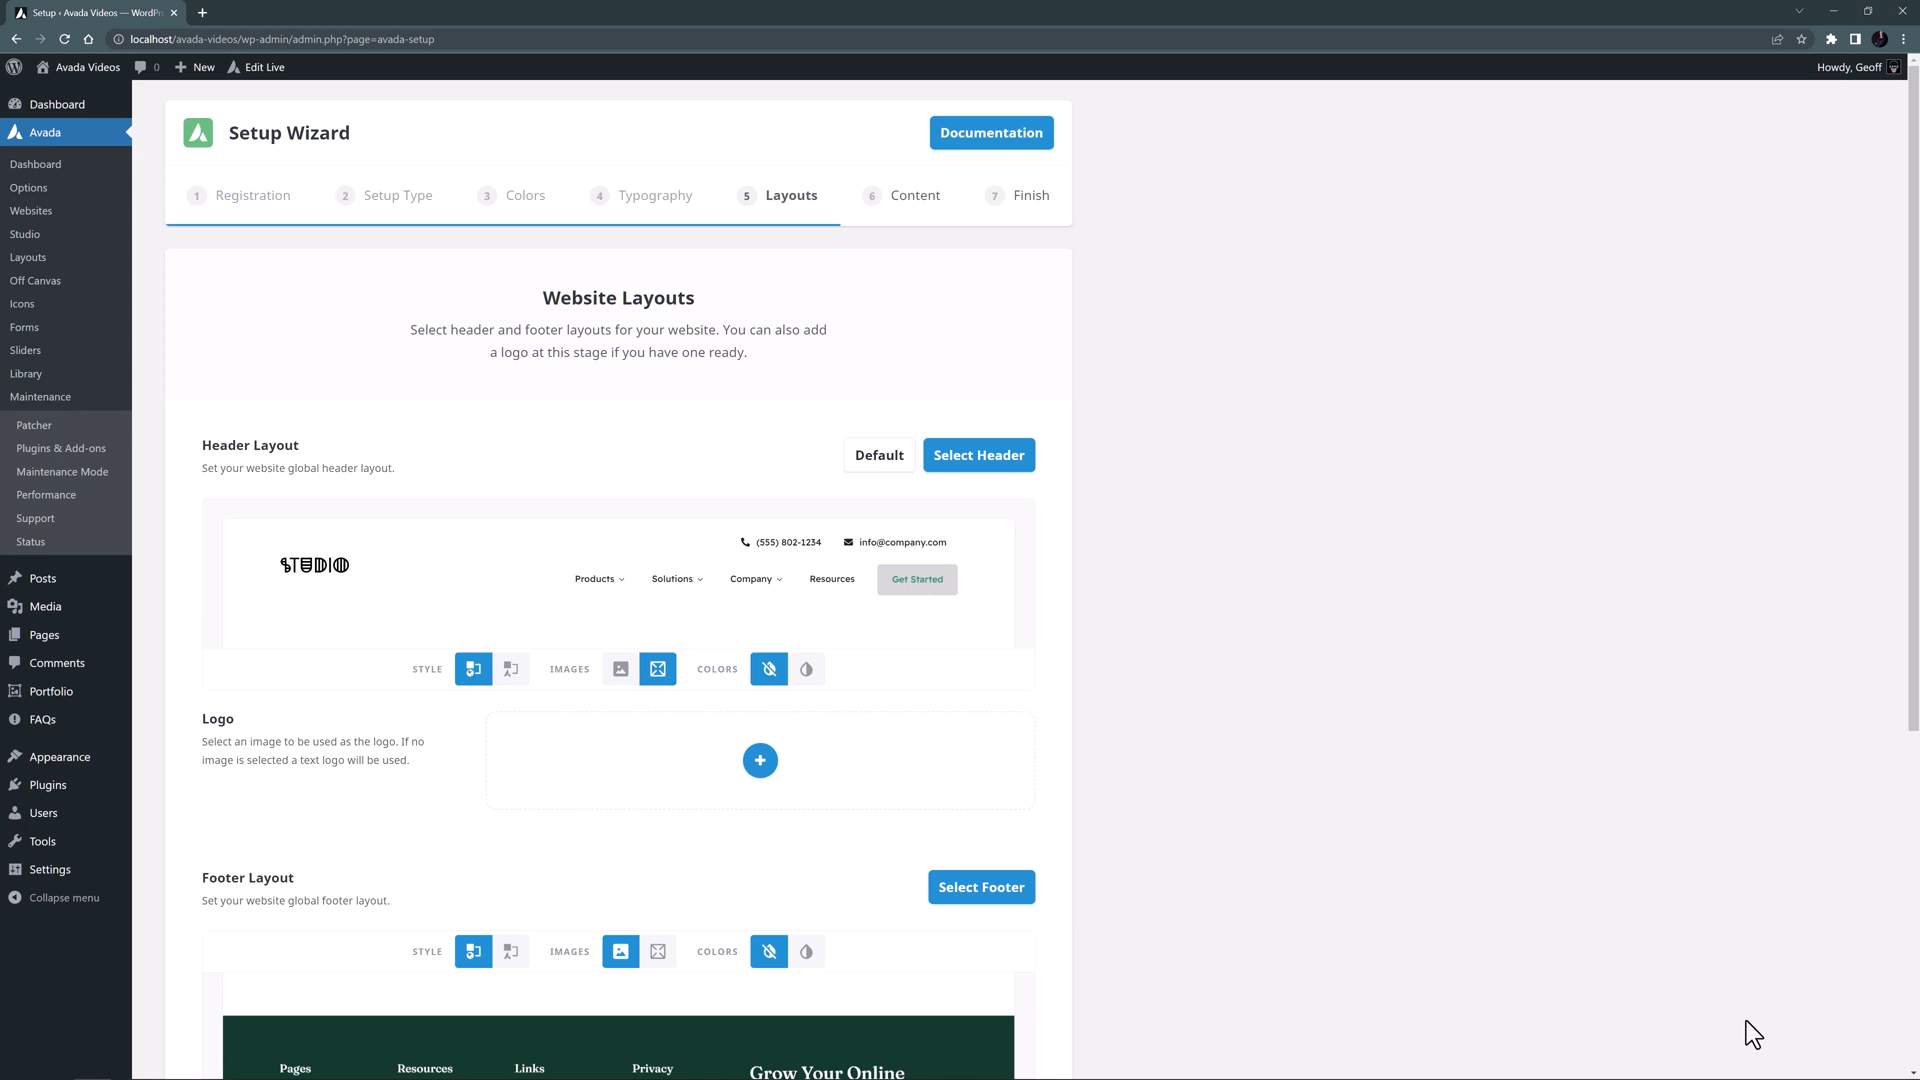 Setup ‹ Avada Videos — WordPr
localhost/avada-videos/wp-admin/admin.php?page=avada-setup
Avada Videos
0
New
Edit Live
Howdy, Geoff
Dashboard
Avada
Dashboard
Options
Websites
Studio
Layouts
Off Canvas
Icons
Forms
Sliders
Library
Maintenance
Patcher
Plugins & Add-ons
Maintenance Mode
Performance
Support
Status
Posts
Media
Pages
Comments
Portfolio
FAQs
Appearance
Plugins
Users
Tools
Settings
Collapse menu
Setup Wizard
Documentation
1 Registration
2 Setup Type
3 Colors
4 Typography
5 Layouts
6 Content
7 Finish
Website Layouts
Select header and footer layouts for your website. You can also add
a logo at this stage if you have one ready.
Header Layout
Set your website global header layout.
Default
Select Header
(555) 802-1234
info@company.com
STUDIO
Products
Solutions
Company
Resources
Get Started
STYLE
IMAGES
COLORS
Logo
Select an image to be used as the logo. If no
image is selected a text logo will be used.
Footer Layout
Set your website global footer layout.
Select Footer
STYLE
IMAGES
COLORS
Pages
Resources
Links
Privacy
Grow Your Online